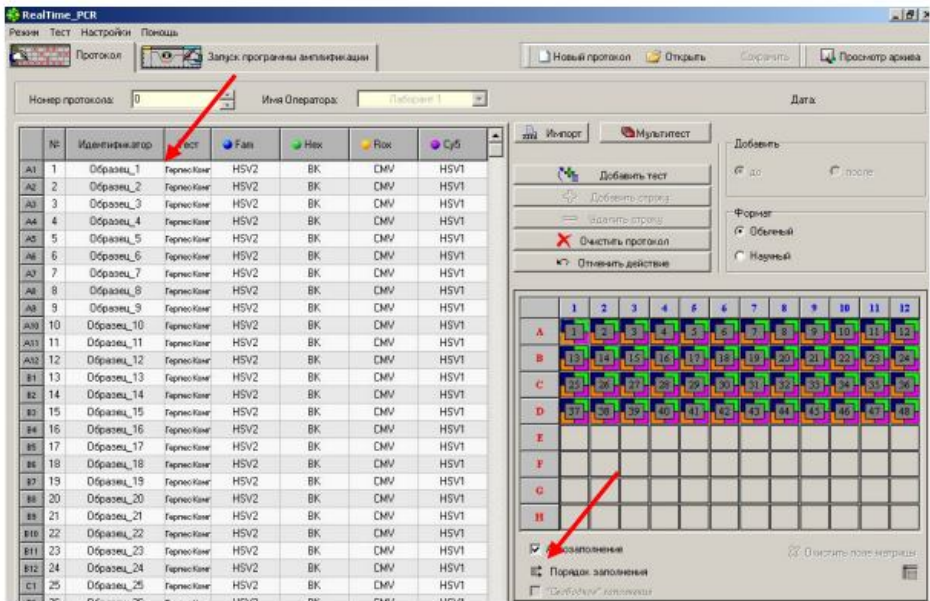 RealTime_PCR
Режим Тест Настройки Помощь
Протокол Запуск программы амплификации Новый протокол Открыть Сохранить Просмотр архива
Номер протокола: 0 Имя Оператора: Дата:
Импорт Мультитест
№ Идентификатор Тест Fam Hex Rox Cy5
Добавить
до после
Добавить тест
Добавить строку
Удалить строку
Очистить протокол
Отменить действие
Формат
Обычный
Научный
A1 1 Образец_1 HSV2 BK CMV HSV1
A2 2 Образец_2 HSV2 BK CMV HSV1
A3 3 Образец_3 HSV2 BK CMV HSV1
A4 4 Образец_4 HSV2 BK CMV HSV1
A5 5 Образец_5 HSV2 BK CMV HSV1
A6 6 Образец_6 HSV2 BK CMV HSV1
A7 7 Образец_7 HSV2 BK CMV HSV1
A8 8 Образец_8 HSV2 BK CMV HSV1
A9 9 Образец_9 HSV2 BK CMV HSV1
A10 10 Образец_10 HSV2 BK CMV HSV1
A11 11 Образец_11 HSV2 BK CMV HSV1
A12 12 Образец_12 HSV2 BK CMV HSV1
B1 13 Образец_13 HSV2 BK CMV HSV1
B2 14 Образец_14 HSV2 BK CMV HSV1
B3 15 Образец_15 HSV2 BK CMV HSV1
B4 16 Образец_16 HSV2 BK CMV HSV1
B5 17 Образец_17 HSV2 BK CMV HSV1
B6 18 Образец_18 HSV2 BK CMV HSV1
B7 19 Образец_19 HSV2 BK CMV HSV1
B8 20 Образец_20 HSV2 BK CMV HSV1
B9 21 Образец_21 HSV2 BK CMV HSV1
B10 22 Образец_22 HSV2 BK CMV HSV1
B11 23 Образец_23 HSV2 BK CMV HSV1
B12 24 Образец_24 HSV2 BK CMV HSV1
C1 25 Образец_25 HSV2 BK CMV HSV1
1 2 3 4 5 6 7 8 9 10 11 12
A 1 2 3 4 5 6 7 8 9 10 11 12
B 13 14 15 16 17 18 19 20 21 22 23 24
C 25 26 27 28 29 30 31 32 33 34 35 36
D 37 38 39 40 41 42 43 44 45 46 47 48
E
F
G
H
Автозаполнение Очистить поле матрицы
Порядок заполнения
"Свободное" заполнение